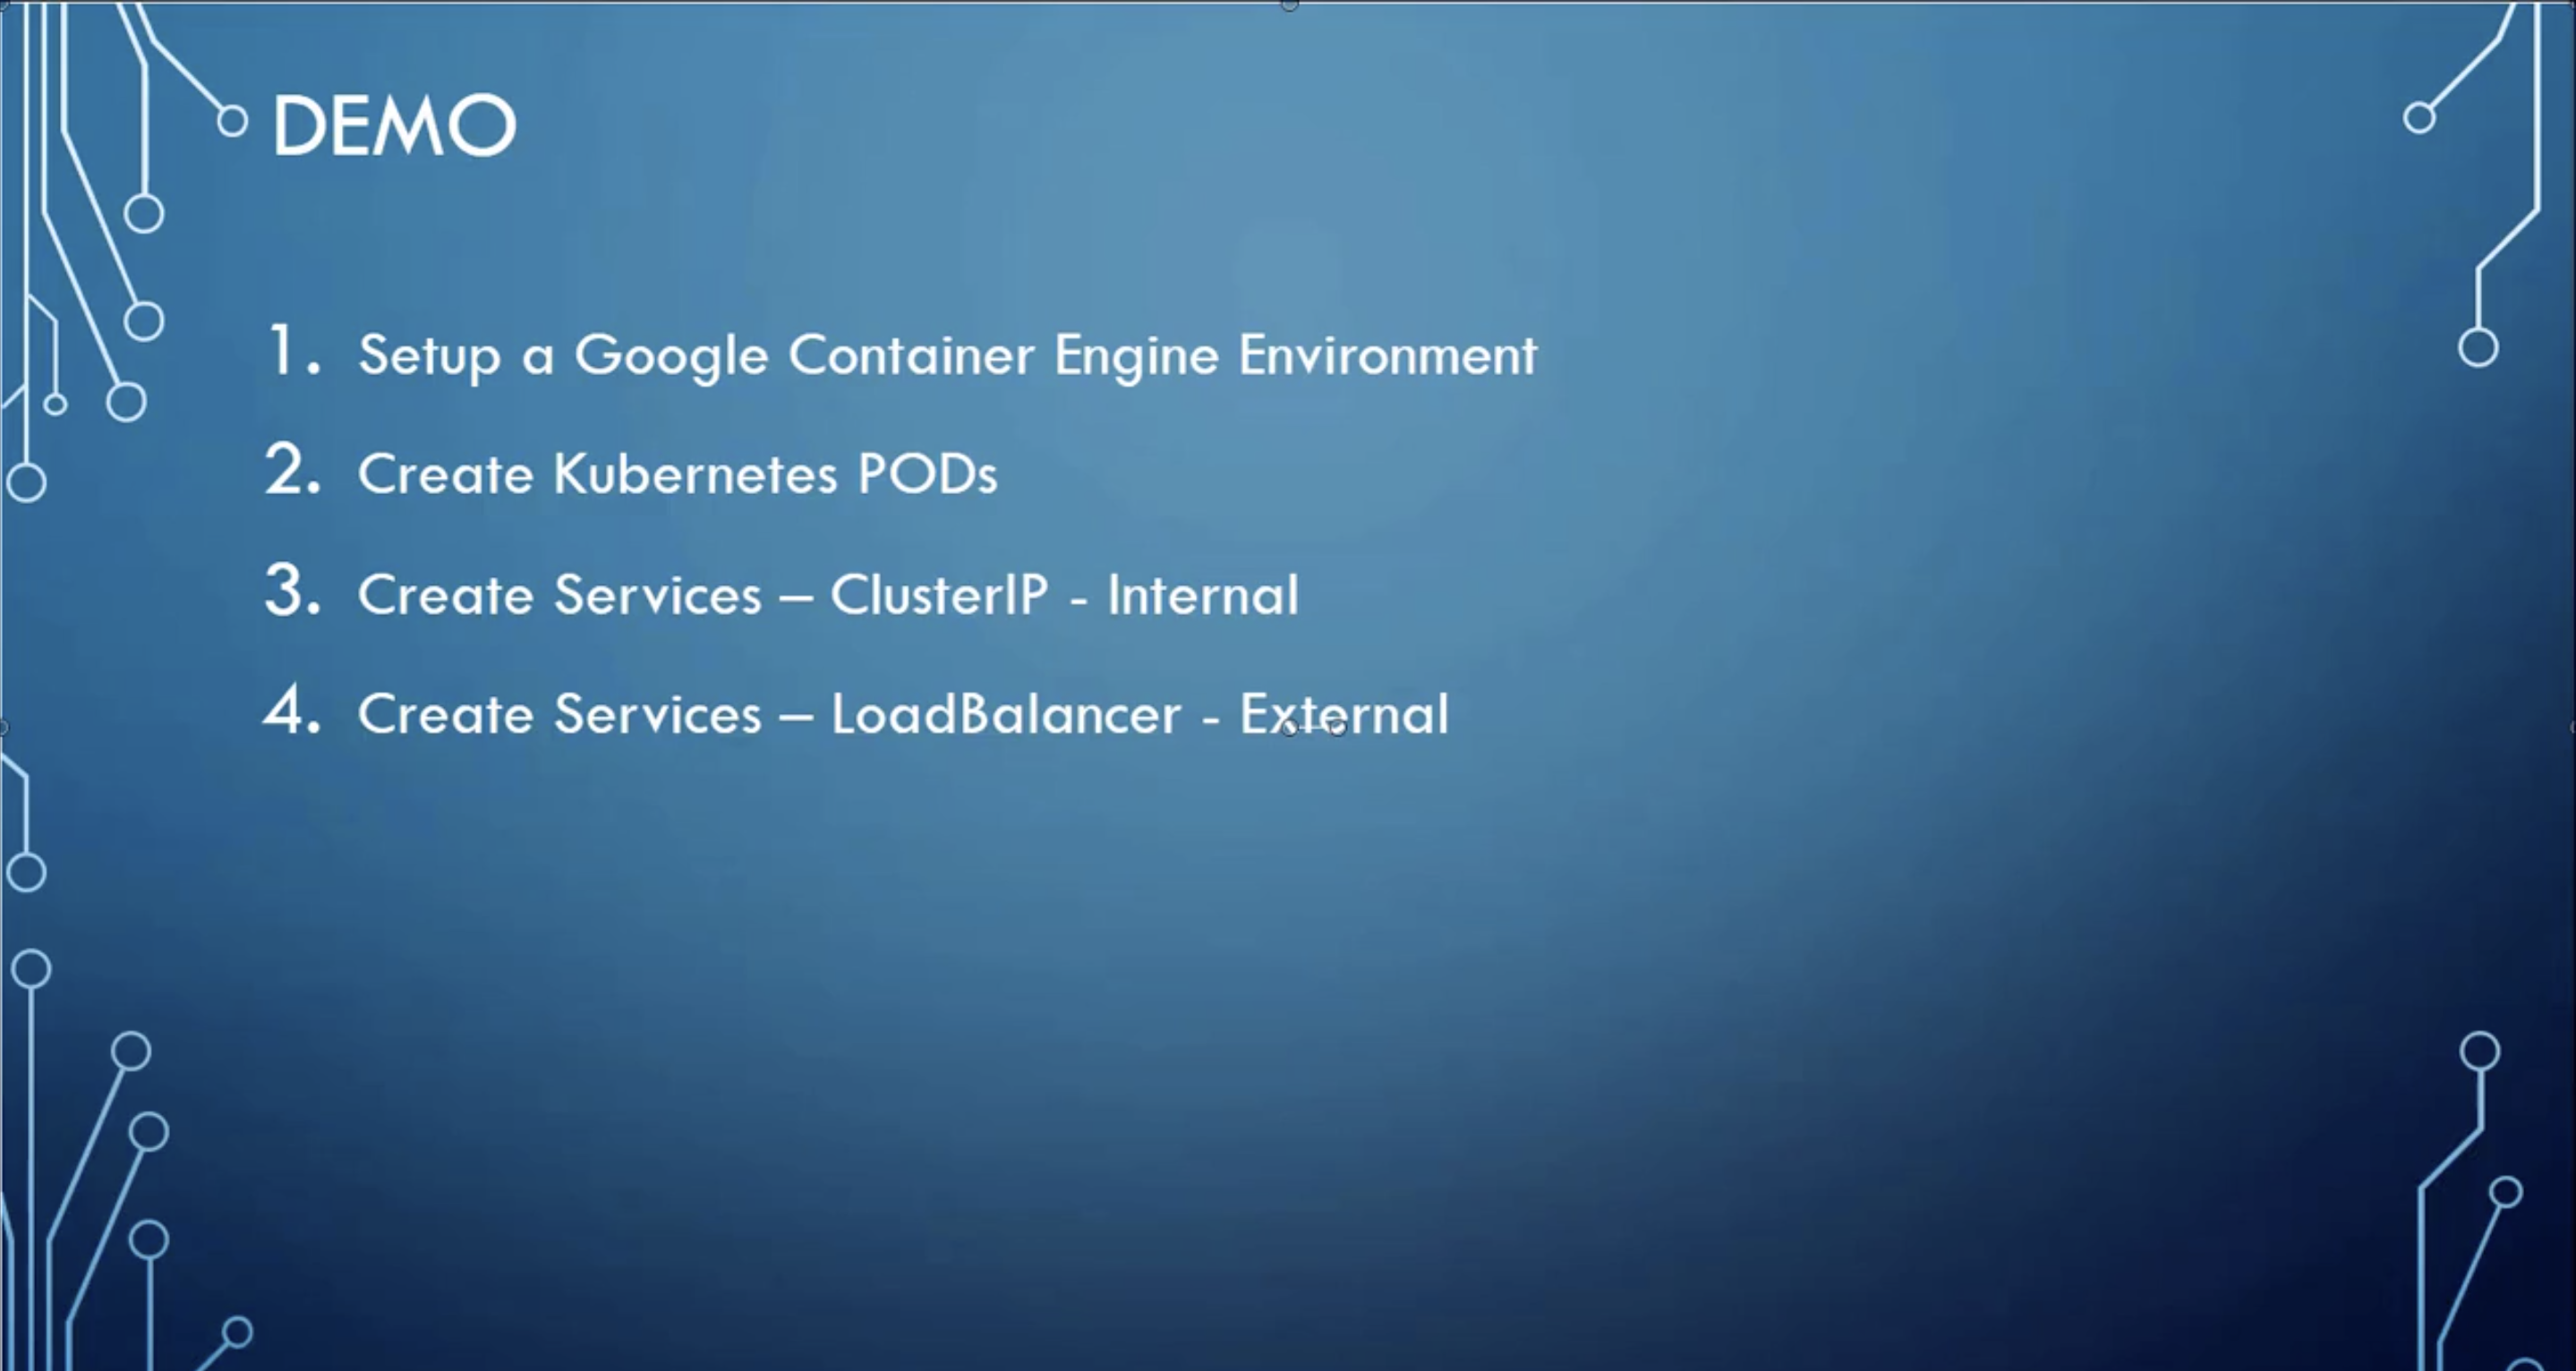 DEMO
1. Setup a Google Container Engine Environment
2. Create Kubernetes PODs
3. Create Services – ClusterIP - Internal
4. Create Services – LoadBalancer - External